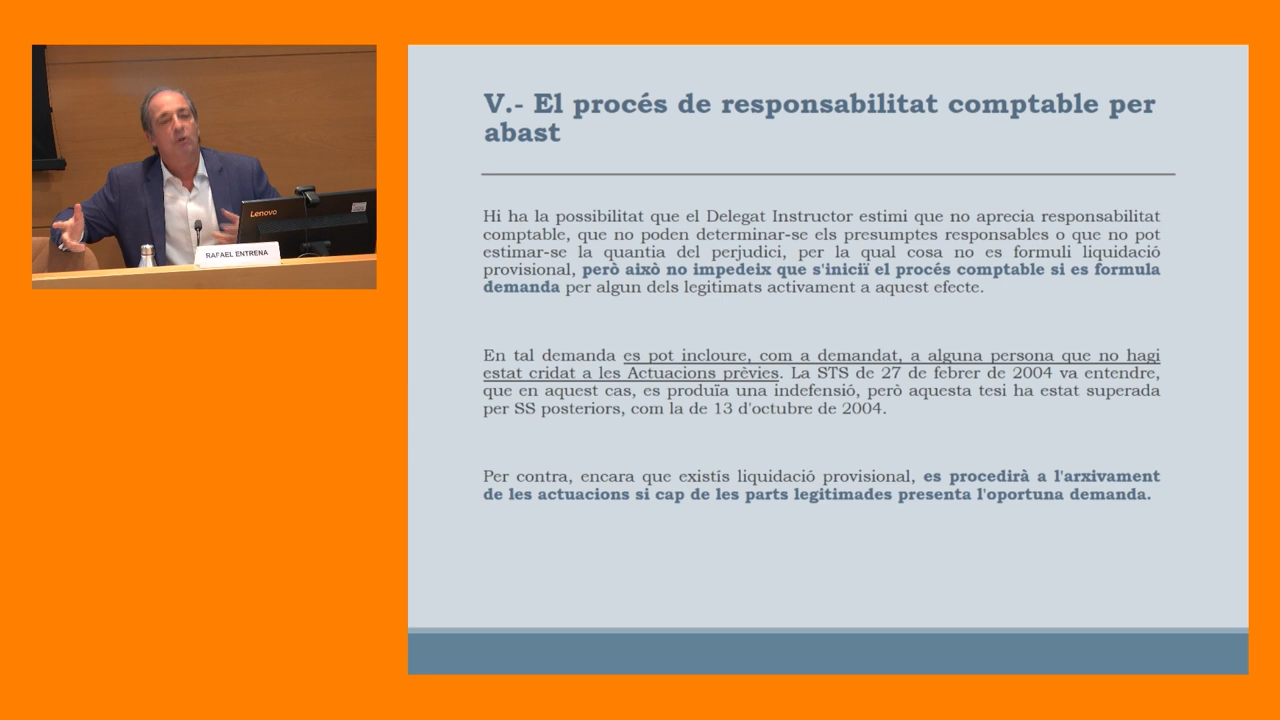 Lenovo
RAFAEL ENTRENA
V.- El procés de responsabilitat comptable per
abast
Hi ha la possibilitat que el Delegat Instructor estimi que no aprecia responsabilitat
comptable, que no poden determinar-se els presumptes responsables o que no pot
estimar-se la quantia del perjudici, per la qual cosa no es formuli liquidació
provisional, però això no impedeix que s'iniciï el procés comptable si es formula
demanda per algun dels legitimats activament a aquest efecte.
En tal demanda es pot incloure, com a demandat, a alguna persona que no hagi
estat cridat a les Actuacions prèvies. La STS de 27 de febrer de 2004 va entendre,
que en aquest cas, es produïa una indefensió, però aquesta tesi ha estat superada
per SS posteriors, com la de 13 d'octubre de 2004.
Per contra, encara que existís liquidació provisional, es procedirà a l'arxivament
de les actuacions si cap de les parts legitimades presenta l'oportuna demanda.